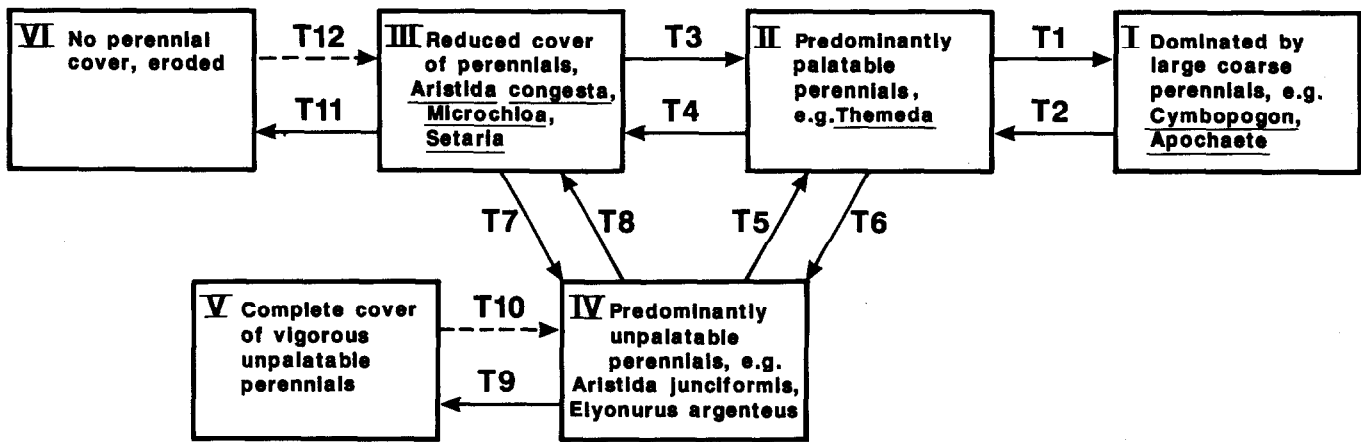 VI No perennial
cover, eroded
T12
T11
III Reduced cover
of perennials,
Aristida congesta,
Microchloa,
Setaria
T3
T4
II Predominantly
palatable
perennials,
e.g. Themeda
T1
T2
I Dominated by
large coarse
perennials, e.g.
Cymbopogon,
Apochaete
T7
T8
T5
T6
V Complete cover
of vigorous
unpalatable
perennials
T10
T9
IV Predominantly
unpalatable
perennials, e.g.
Aristida junciformis,
Elyonurus argenteus